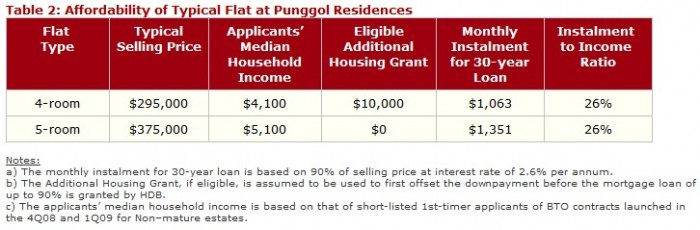 Table 2: Affordability of Typical Flat at Punggol Residences
Flat Type | Typical Selling Price | Applicants' Median Household Income | Eligible Additional Housing Grant | Monthly Instalment for 30-year Loan | Instalment to Income Ratio
4-room $295,000 $4,100 $10,000 $1,063 26%
5-room $375,000 $5,100 $0 $1,351 26%
Notes:
a) The monthly instalment for 30-year loan is based on 90% of selling price at interest rate of 2.6% per annum.
b) The Additional Housing Grant, if eligible, is assumed to be used to first offset the downpayment before the mortgage loan of
up to 90% is granted by HDB.
c) The applicants' median household income is based on that of short-listed 1st-timer applicants of BTO contracts launched in
the 4Q08 and 1Q09 for Non-mature estates.